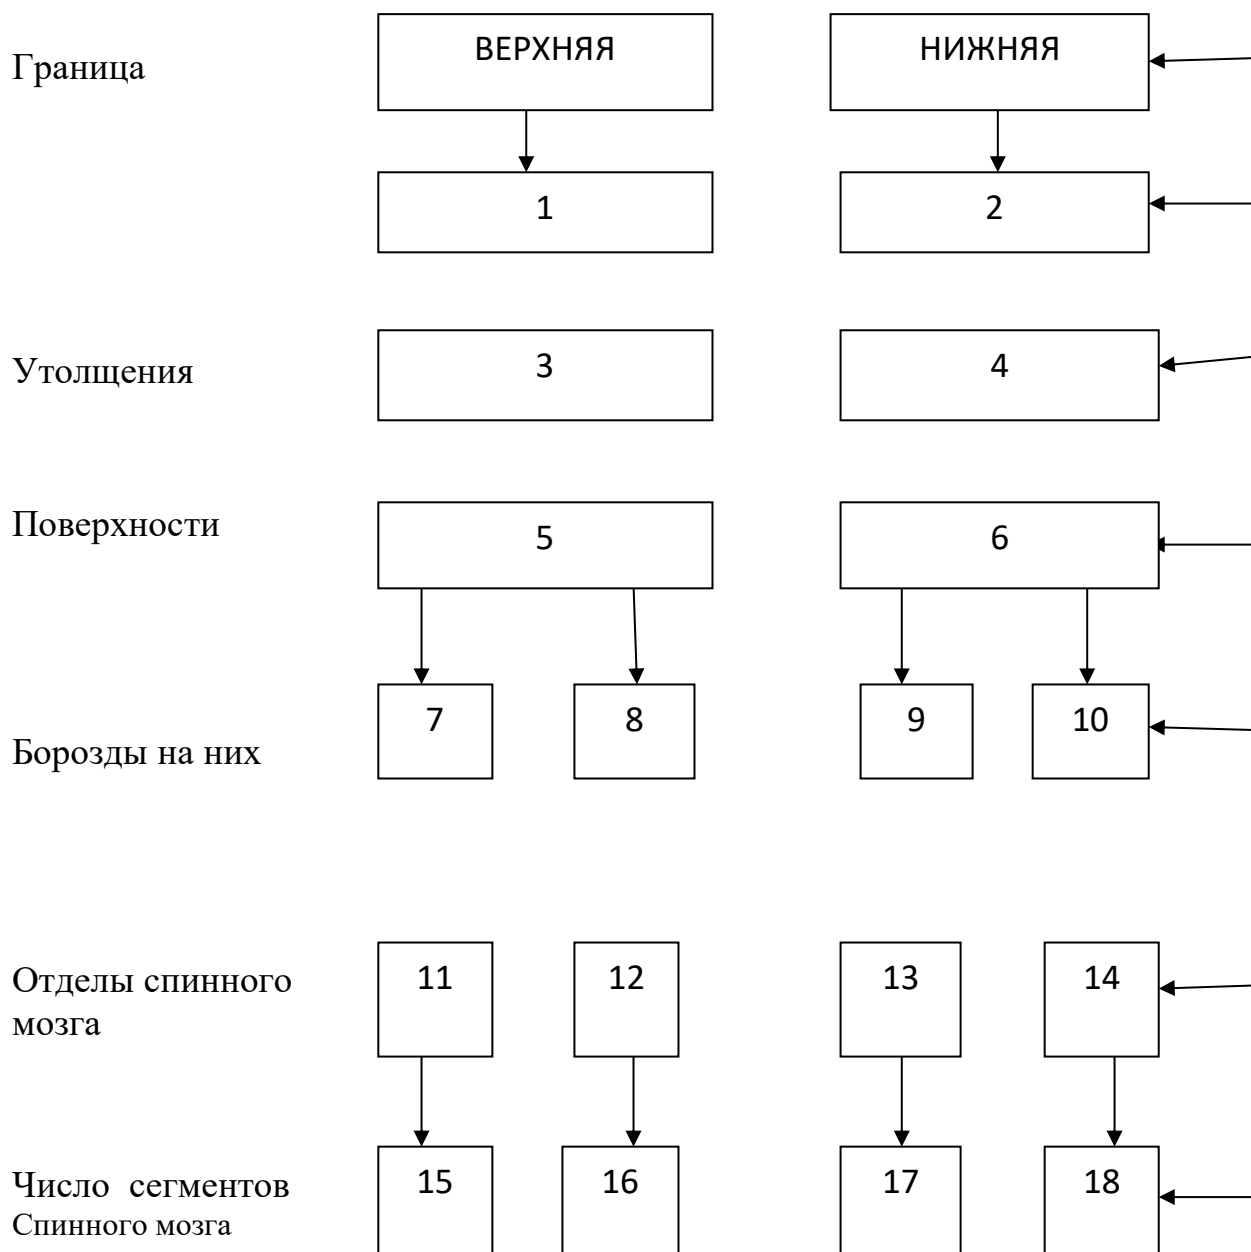 Граница
ВЕРХНЯЯ
НИЖНЯЯ
1
2
Утолщения
3
4
Поверхности
5
6
Борозды на них
7
8
9
10
Отделы спинного
мозга
11
12
13
14
Число сегментов
Спинного мозга
15
16
17
18